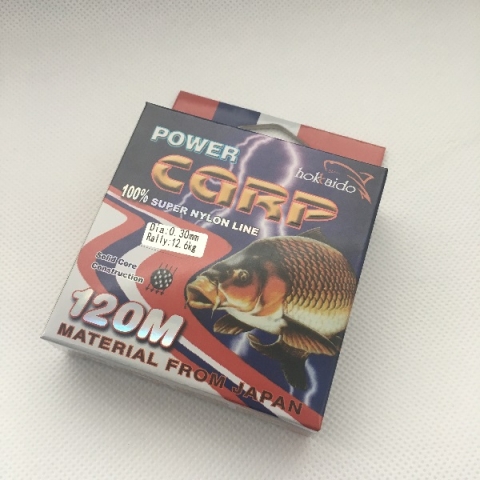 POWER
CARP
hokkaido
100% SUPER NYLON LINE
Dia:0.30mm
Rally:12.6kg
Solid Core
Construction
120M
MATERIAL FROM JAPAN